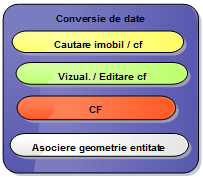 Conversie de date
Cautare imobil / cf
Vizual. / Editare cf
CF
Asociere geometrie entitate